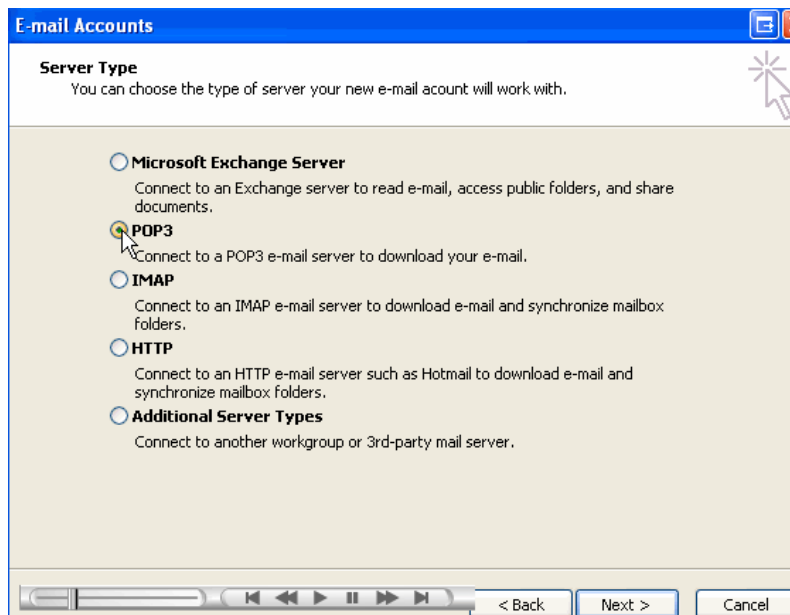 E-mail Accounts
Server Type
You can choose the type of server your new e-mail acount will work with.
Microsoft Exchange Server
Connect to an Exchange server to read e-mail, access public folders, and share
documents.
POP3
Connect to a POP3 e-mail server to download your e-mail.
IMAP
Connect to an IMAP e-mail server to download e-mail and synchronize mailbox
folders.
HTTP
Connect to an HTTP e-mail server such as Hotmail to download e-mail and
synchronize mailbox folders.
Additional Server Types
Connect to another workgroup or 3rd-party mail server.
< Back Next > Cancel